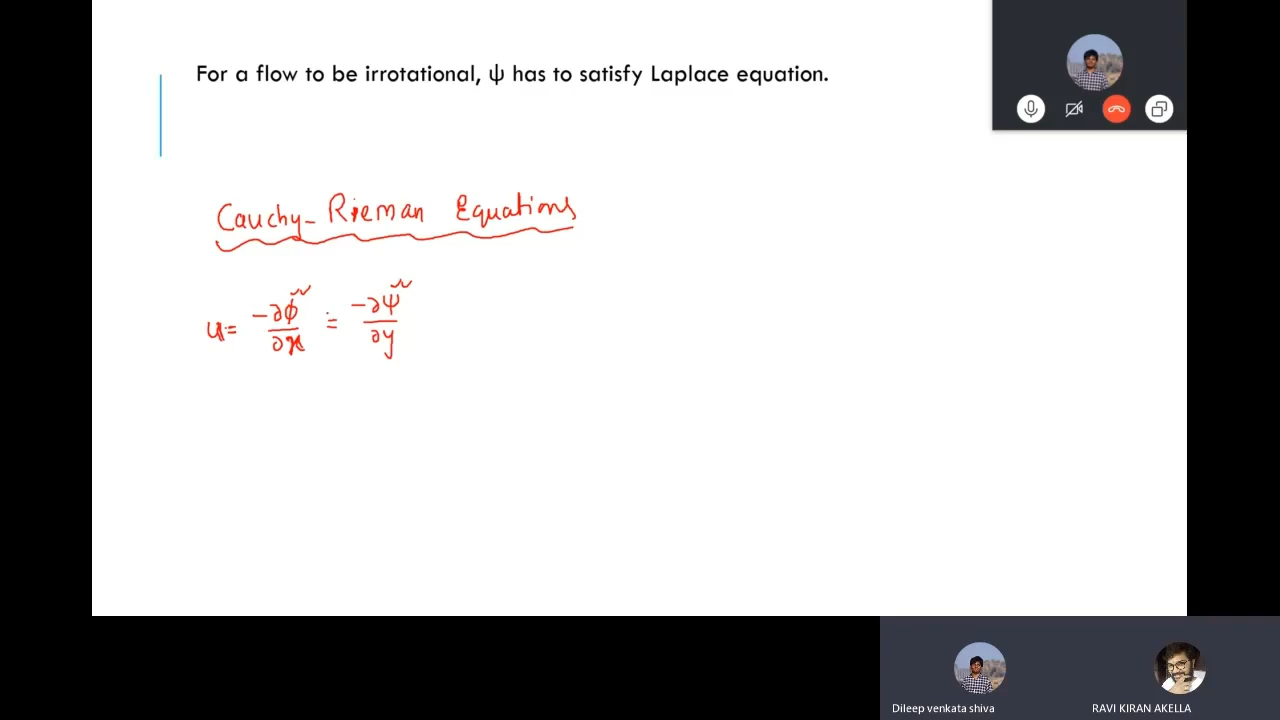 For a flow to be irrotational, ψ has to satisfy Laplace equation.
Cauchy-Rieman Equations
u = -∂φ/∂x = -∂ψ/∂y
Dileep venkata shiva
RAVI KIRAN AKELLA